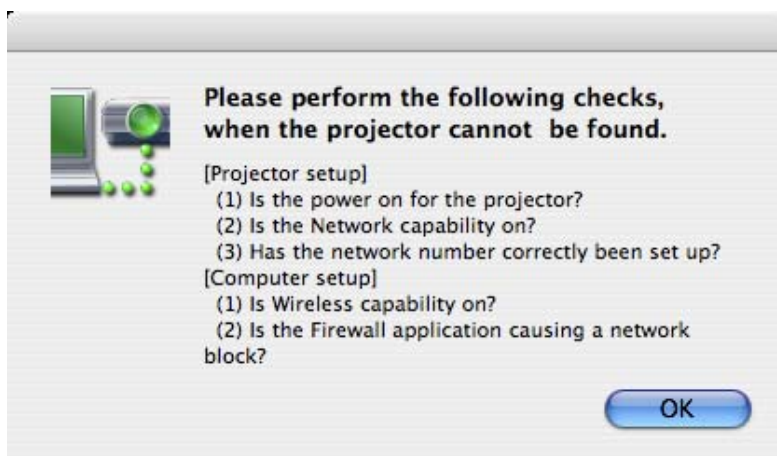 Please perform the following checks,
when the projector cannot  be found.
[Projector setup]
(1) Is the power on for the projector?
(2) Is the Network capability on?
(3) Has the network number correctly been set up?
[Computer setup]
(1) Is Wireless capability on?
(2) Is the Firewall application causing a network
block?
OK